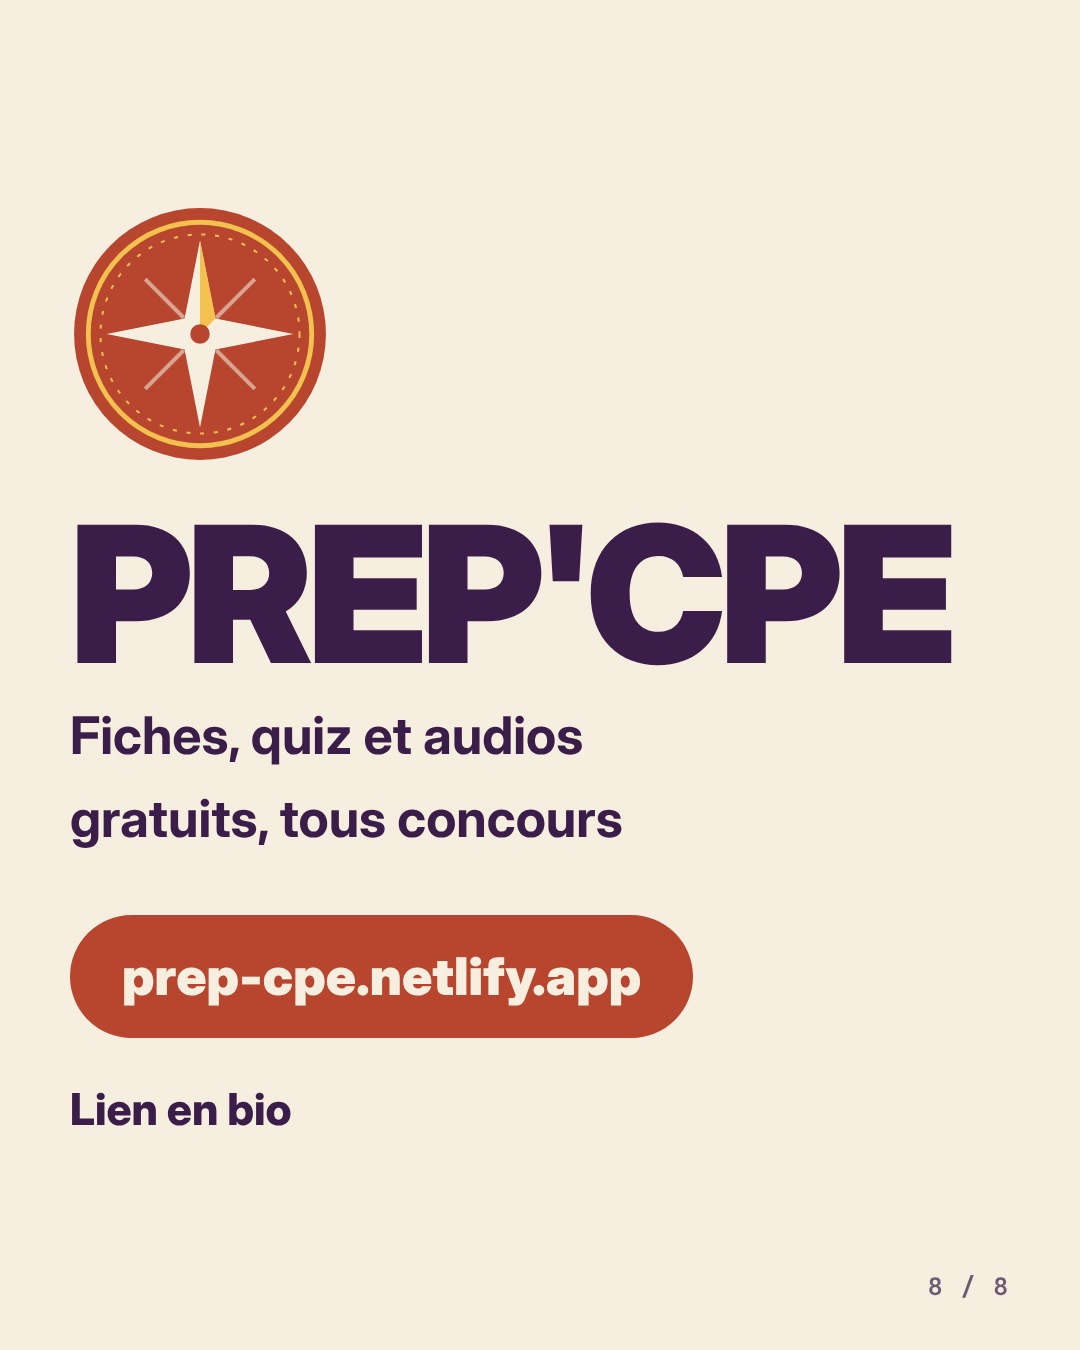 PREP'CPE
Fiches, quiz et audios
gratuits, tous concours
prep-cpe.netlify.app
Lien en bio
8 / 8